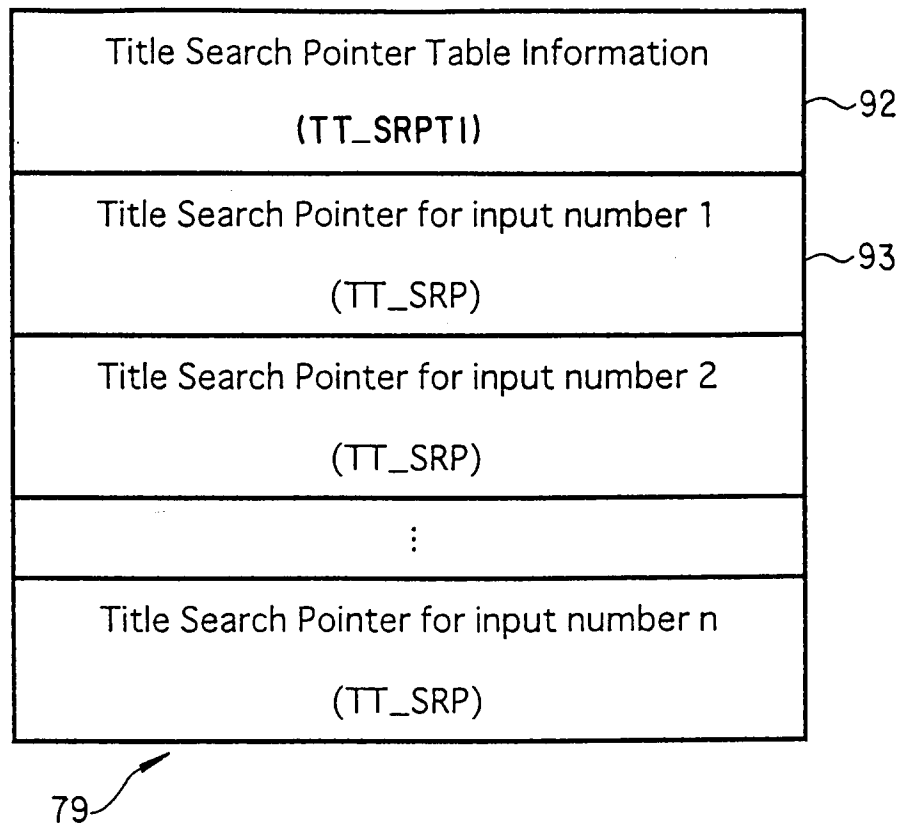 Title Search Pointer Table Information
(TT_SRPTI)
92
Title Search Pointer for input number 1
(TT_SRP)
93
Title Search Pointer for input number 2
(TT_SRP)
⋮
Title Search Pointer for input number n
(TT_SRP)
79